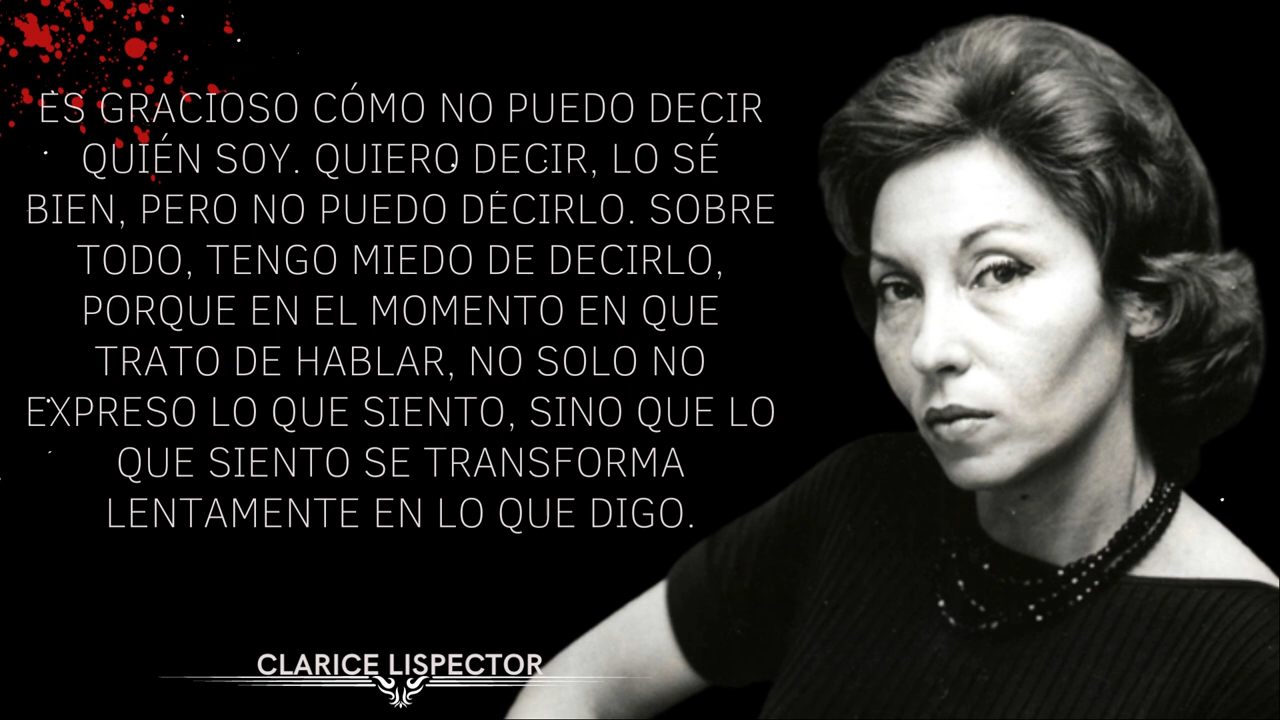 ES GRACIOSO CÓMO NO PUEDO DECIR
QUIÉN SOY. QUIERO DECIR, LO SÉ
BIEN, PERO NO PUEDO DECIRLO. SOBRE
TODO, TENGO MIEDO DE DECIRLO,
PORQUE EN EL MOMENTO EN QUE
TRATO DE HABLAR, NO SOLO NO
EXPRESO LO QUE SIENTO, SINO QUE LO
QUE SIENTO SE TRANSFORMA
LENTAMENTE EN LO QUE DIGO.
CLARICE LISPECTOR